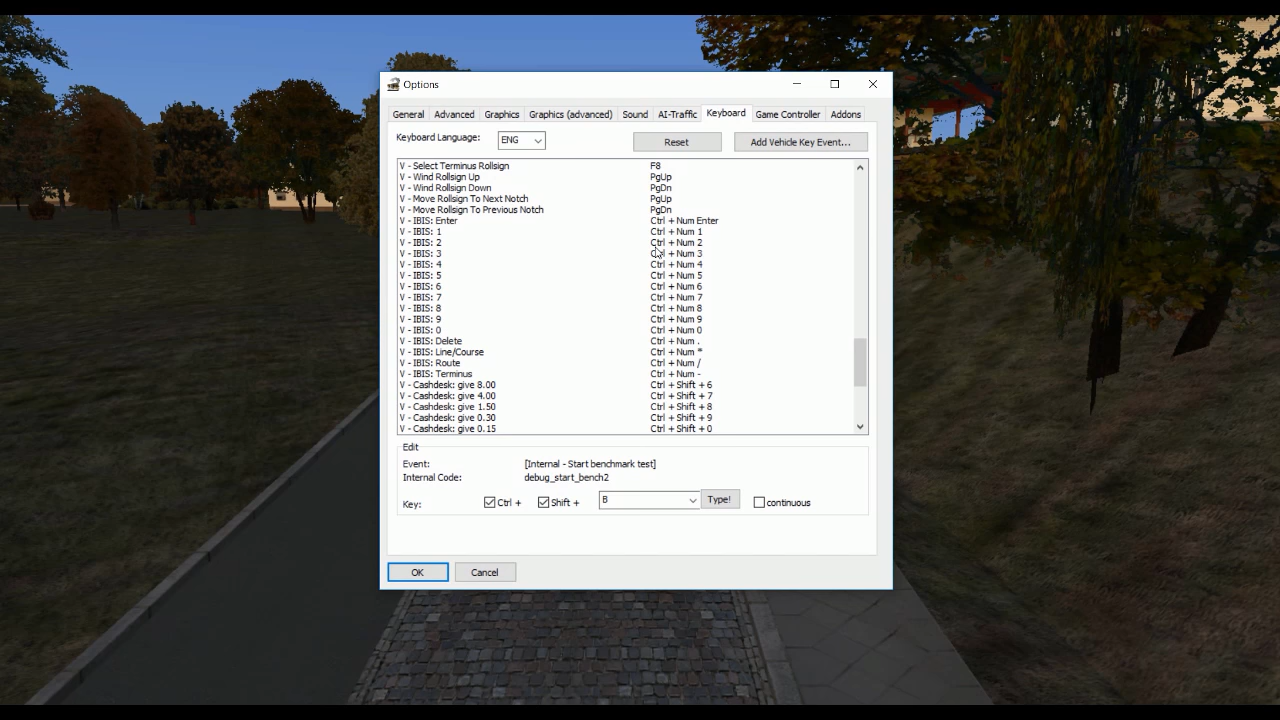 Options
General Advanced Graphics Graphics (advanced) Sound AI-Traffic Keyboard Game Controller Addons
Keyboard Language: ENG Reset Add Vehicle Key Event...
V - Select Terminus Rollsign F8
V - Wind Rollsign Up PgUp
V - Wind Rollsign Down PgDn
V - Move Rollsign To Next Notch PgUp
V - Move Rollsign To Previous Notch PgDn
V - IBIS: Enter Ctrl + Num Enter
V - IBIS: 1 Ctrl + Num 1
V - IBIS: 2 Ctrl + Num 2
V - IBIS: 3 Ctrl + Num 3
V - IBIS: 4 Ctrl + Num 4
V - IBIS: 5 Ctrl + Num 5
V - IBIS: 6 Ctrl + Num 6
V - IBIS: 7 Ctrl + Num 7
V - IBIS: 8 Ctrl + Num 8
V - IBIS: 9 Ctrl + Num 9
V - IBIS: 0 Ctrl + Num 0
V - IBIS: Delete Ctrl + Num .
V - IBIS: Line/Course Ctrl + Num *
V - IBIS: Route Ctrl + Num /
V - IBIS: Terminus Ctrl + Num -
V - Cashdesk: give 8.00 Ctrl + Shift + 6
V - Cashdesk: give 4.00 Ctrl + Shift + 7
V - Cashdesk: give 1.50 Ctrl + Shift + 8
V - Cashdesk: give 0.30 Ctrl + Shift + 9
V - Cashdesk: give 0.15 Ctrl + Shift + 0
Edit
Event: [Internal - Start benchmark test]
Internal Code: debug_start_bench2
Key: Ctrl + Shift + B Type! continuous
OK Cancel